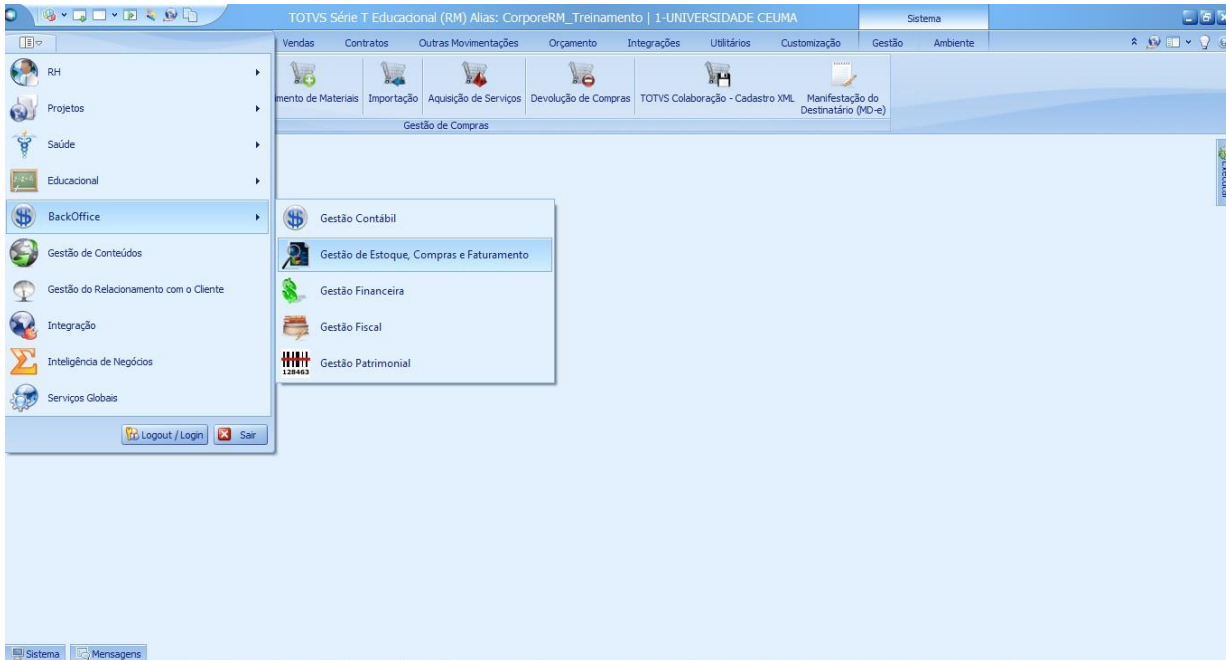 TOTVS Série T Educacional (RM) Alias: CorporeRM_Treinamento | 1-UNIVERSIDADE CEUMA
Sistema
Vendas Contratos Outras Movimentações Orçamento Integrações Utilitários Customização Gestão Ambiente
mento de Materiais Importação Aquisição de Serviços Devolução de Compras TOTVS Colaboração - Cadastro XML Manifestação do
Destinatário (MD-e)
Gestão de Compras
RH
Projetos
Saúde
Educacional
BackOffice
Gestão de Conteúdos
Gestão do Relacionamento com o Cliente
Integração
Inteligência de Negócios
Serviços Globais
Logout / Login Sair
Gestão Contábil
Gestão de Estoque, Compras e Faturamento
Gestão Financeira
Gestão Fiscal
128463
Gestão Patrimonial
Sistema Mensagens